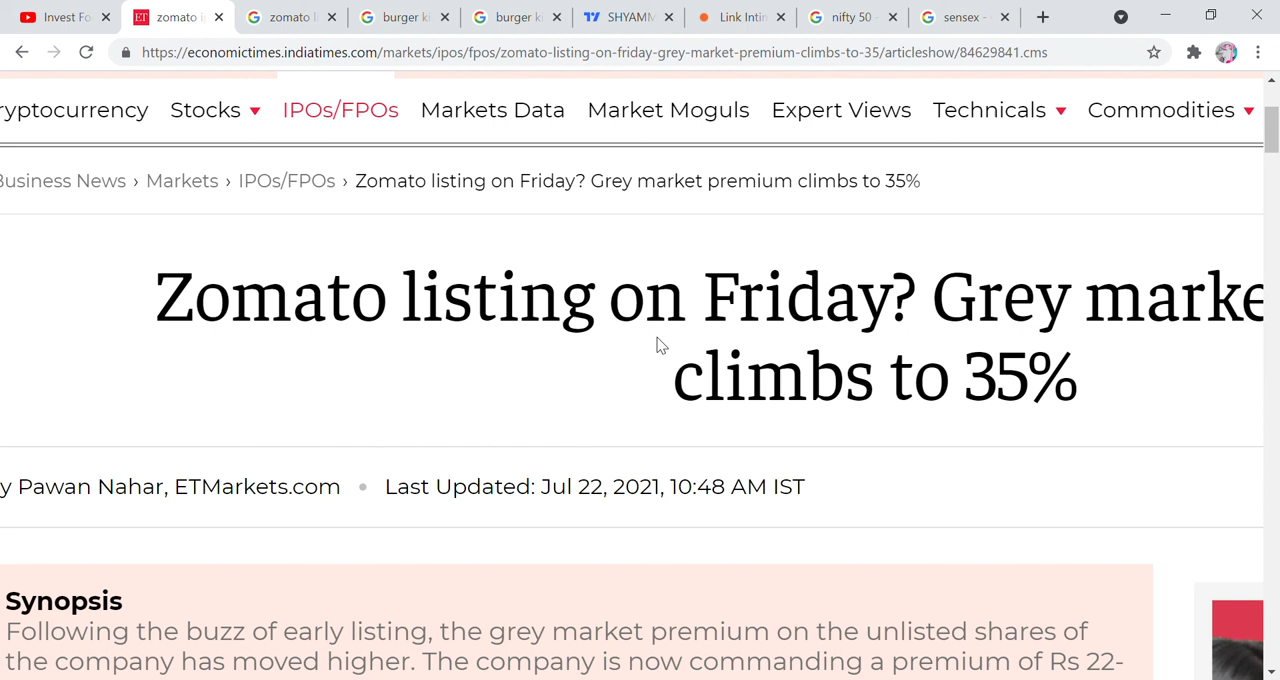 Invest Fo
zomato i
zomato l
burger ki
burger ki
SHYAMM
Link Intin
nifty 50 -
sensex -
https://economictimes.indiatimes.com/markets/ipos/fpos/zomato-listing-on-friday-grey-market-premium-climbs-to-35/articleshow/84629841.cms
ryptocurrency Stocks IPOs/FPOs Markets Data Market Moguls Expert Views Technicals Commodities
Business News › Markets › IPOs/FPOs › Zomato listing on Friday? Grey market premium climbs to 35%
Zomato listing on Friday? Grey marke
climbs to 35%
y Pawan Nahar, ETMarkets.com • Last Updated: Jul 22, 2021, 10:48 AM IST
Synopsis
Following the buzz of early listing, the grey market premium on the unlisted shares of
the company has moved higher. The company is now commanding a premium of Rs 22-